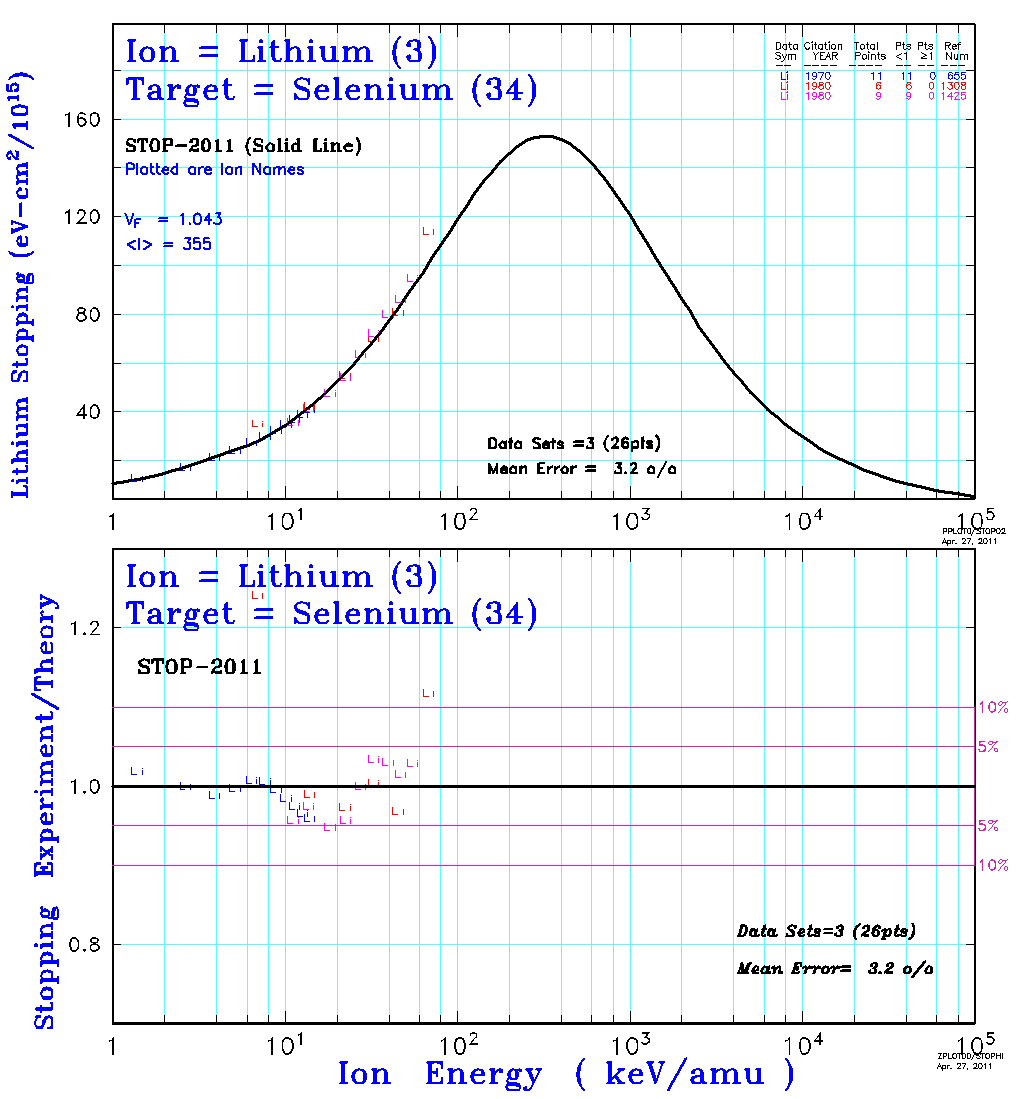 Ion = Lithium (3)
Target = Selenium (34)
STOP-2011 (Solid Line)
Plotted are Ion Names
VF = 1.043
<I> = 355
Data Citation Total Pts Pts Ref
Sym YEAR Points <1 ≥1 Num
Li 1970 11 11 0 655
Li 1980 6 6 0 1308
Li 1980 9 9 0 1425
Lithium Stopping (eV-cm²/10¹⁵)
160
120
80
40
Data Sets =3 (26pts)
Mean Error = 3.2 o/o
1 10¹ 10² 10³ 10⁴ 10⁵
Apr. 27, 2011
Ion = Lithium (3)
Target = Selenium (34)
STOP-2011
Stopping Experiment/Theory
1.2
1.0
0.8
10%
5%
5%
10%
Data Sets=3 (26pts)
Mean Error= 3.2 o/o
1 10¹ 10² 10³ 10⁴ 10⁵
Ion Energy ( keV/amu )
Apr. 27, 2011